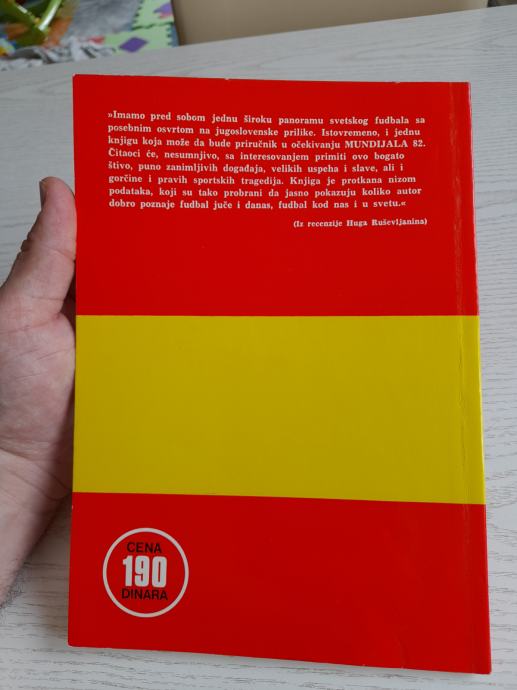 »Imamo pred sobom jednu široku panoramu svetskog fudbala sa
posebnim osvrtom na jugoslovenske prilike. Istovremeno, i jednu
knjigu koja može da bude priručnik u očekivanju MUNDIJALA 82.
Čitaoci će, nesumnjivo, sa interesovanjem primiti ovo bogato
štivo, puno zanimljivih događaja, velikih uspeha i slave, ali i
gorčine i pravih sportskih tragedija. Knjiga je protkana nizom
podataka, koji su tako probrani da jasno pokazuju koliko autor
dobro poznaje fudbal juče i danas, fudbal kod nas i u svetu.«
(Iz recenzije Huga Ruševljanina)
CENA
190
DINARA